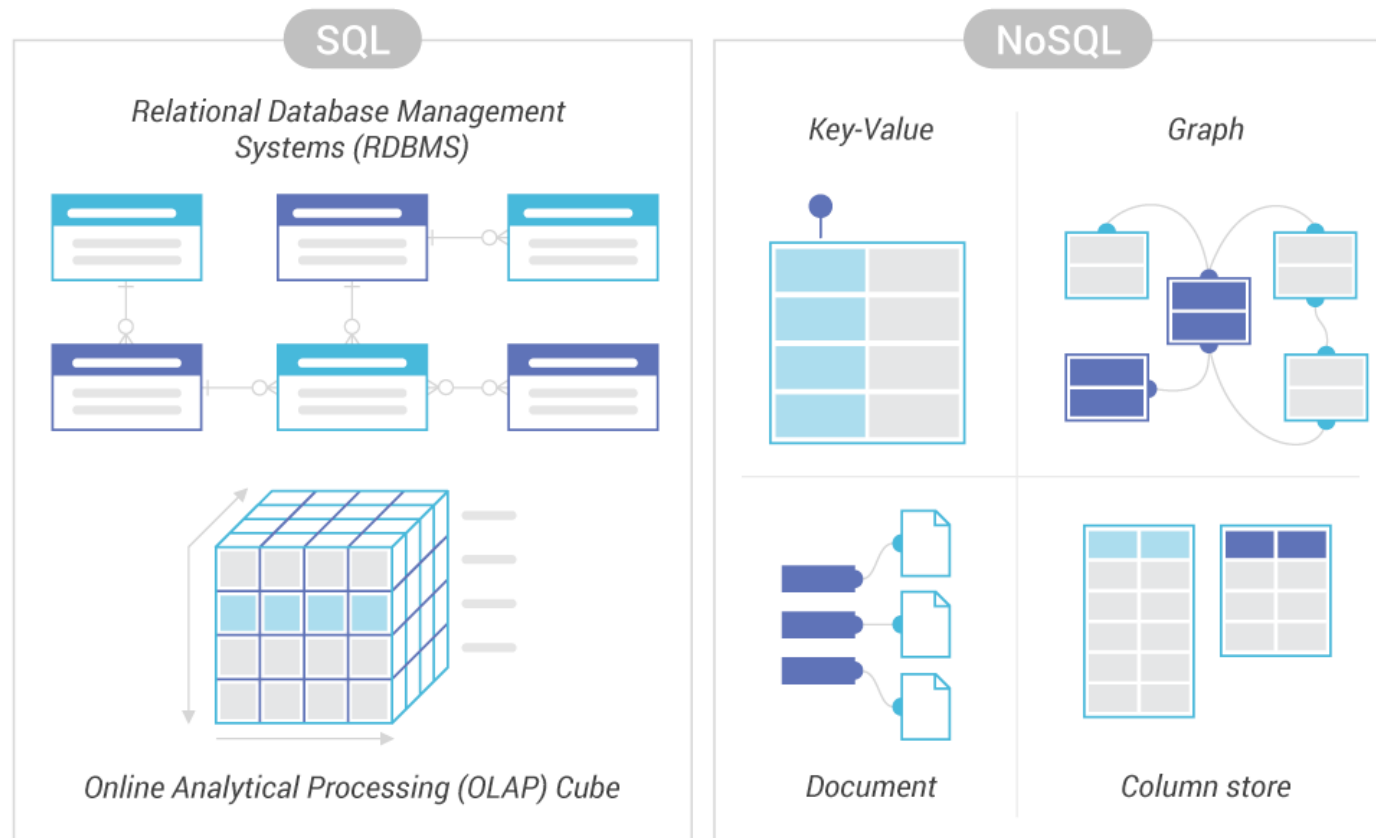 SQL
Relational Database Management
Systems (RDBMS)
Online Analytical Processing (OLAP) Cube
NoSQL
Key-Value
Graph
Document
Column store